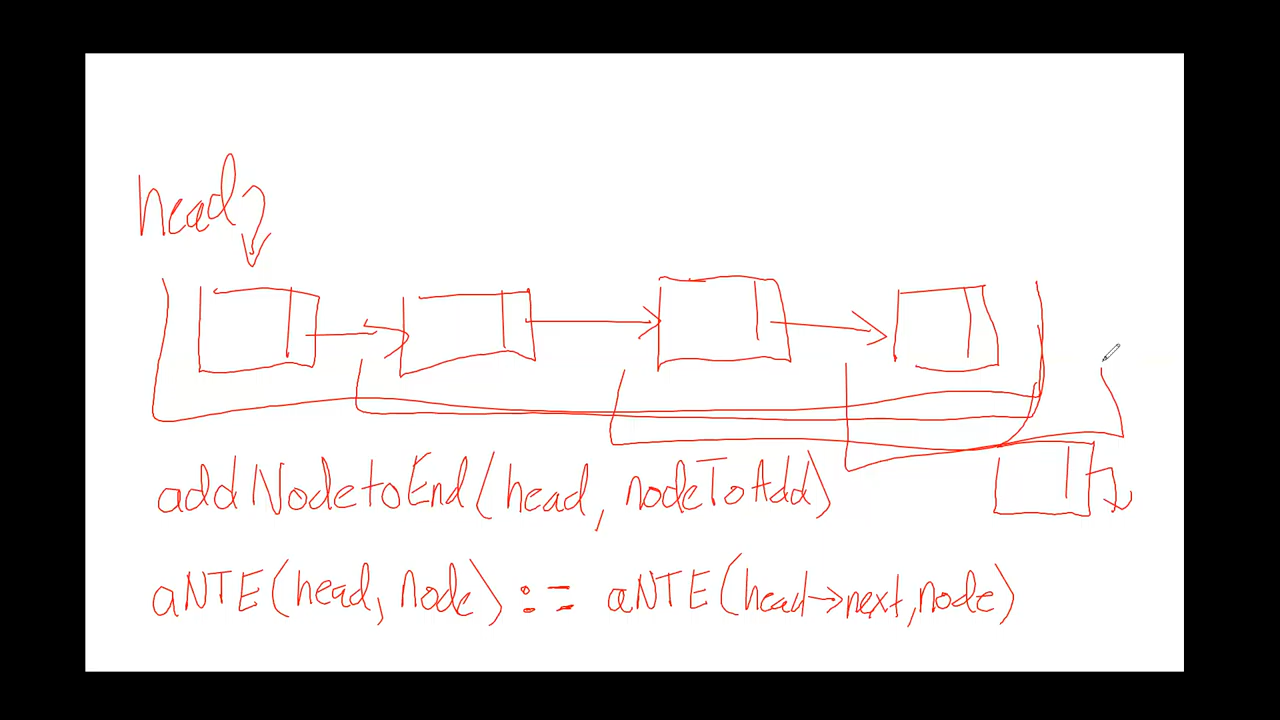 head
addNodetoEnd(head, nodeToAdd)
aNTE(head, node) := aNTE(head->next, node)